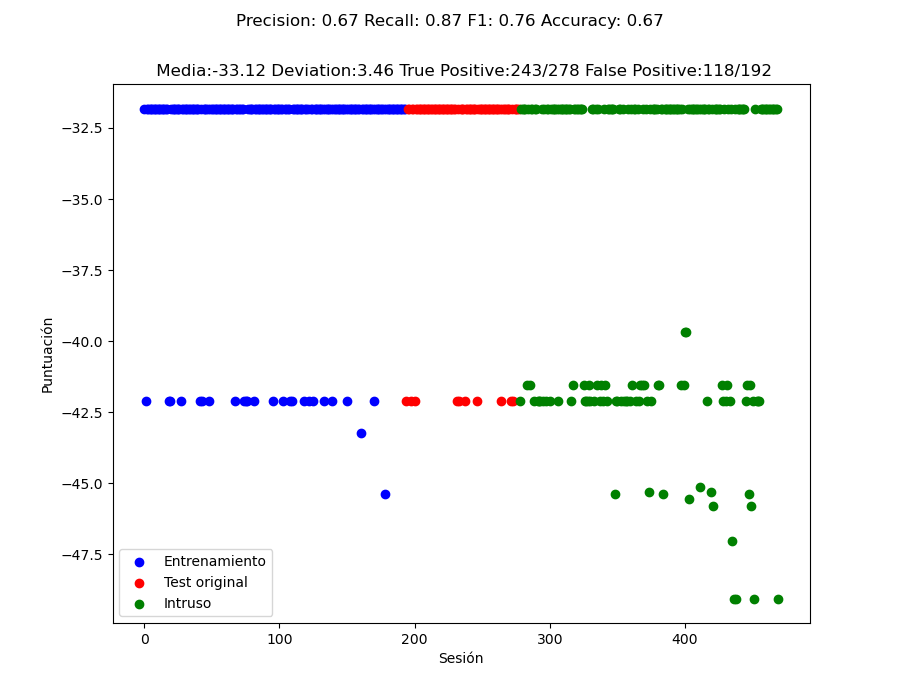 Precision: 0.67 Recall: 0.87 F1: 0.76 Accuracy: 0.67
Media:-33.12 Deviation:3.46 True Positive:243/278 False Positive:118/192
−32.5
−35.0
−37.5
−40.0
−42.5
−45.0
−47.5
Puntuación
Entrenamiento
Test original
Intruso
0
100
200
300
400
Sesión